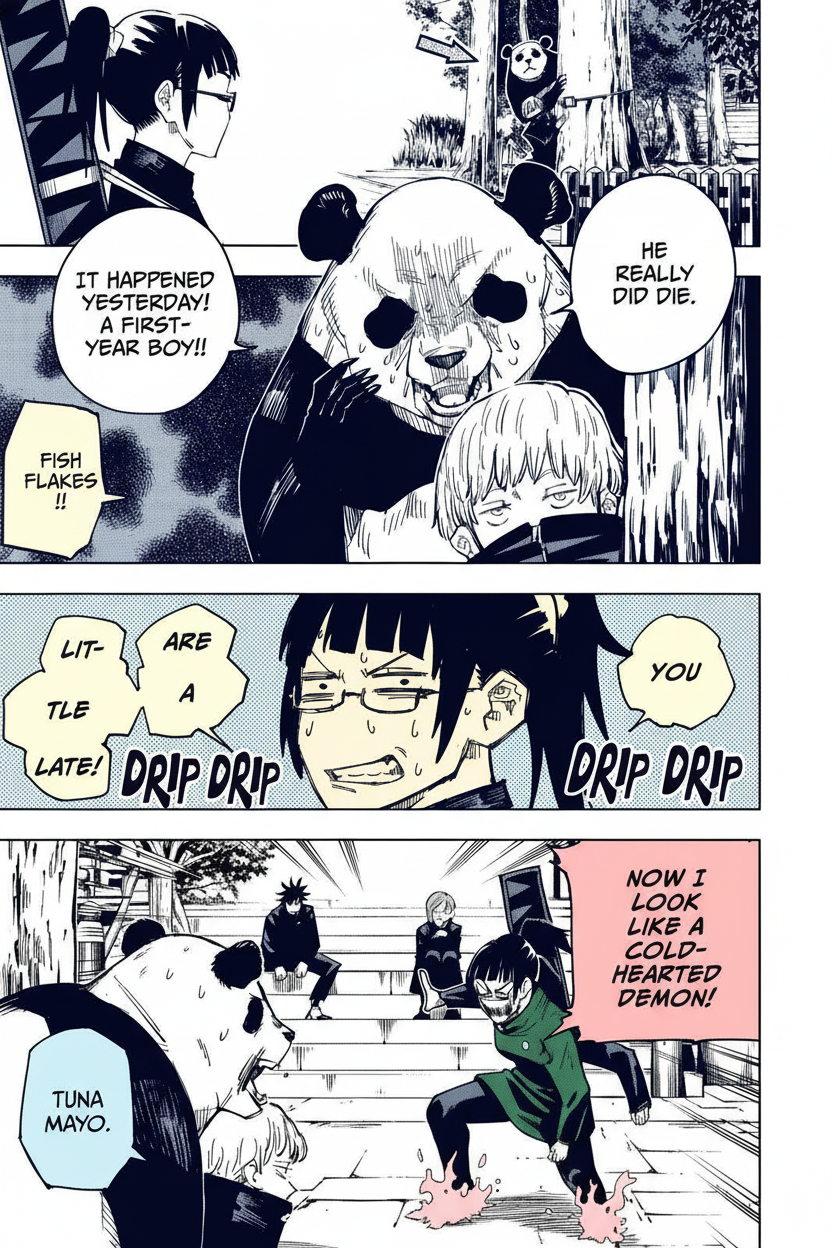 HE
REALLY
DID DIE.
IT HAPPENED
YESTERDAY!
A FIRST-
YEAR BOY!!
FISH
FLAKES
!!
YOU
ARE
A
LIT-
TLE
LATE!
DRIP DRIP
DRIP DRIP
NOW I
LOOK
LIKE A
COLD-
HEARTED
DEMON!
TUNA
MAYO.